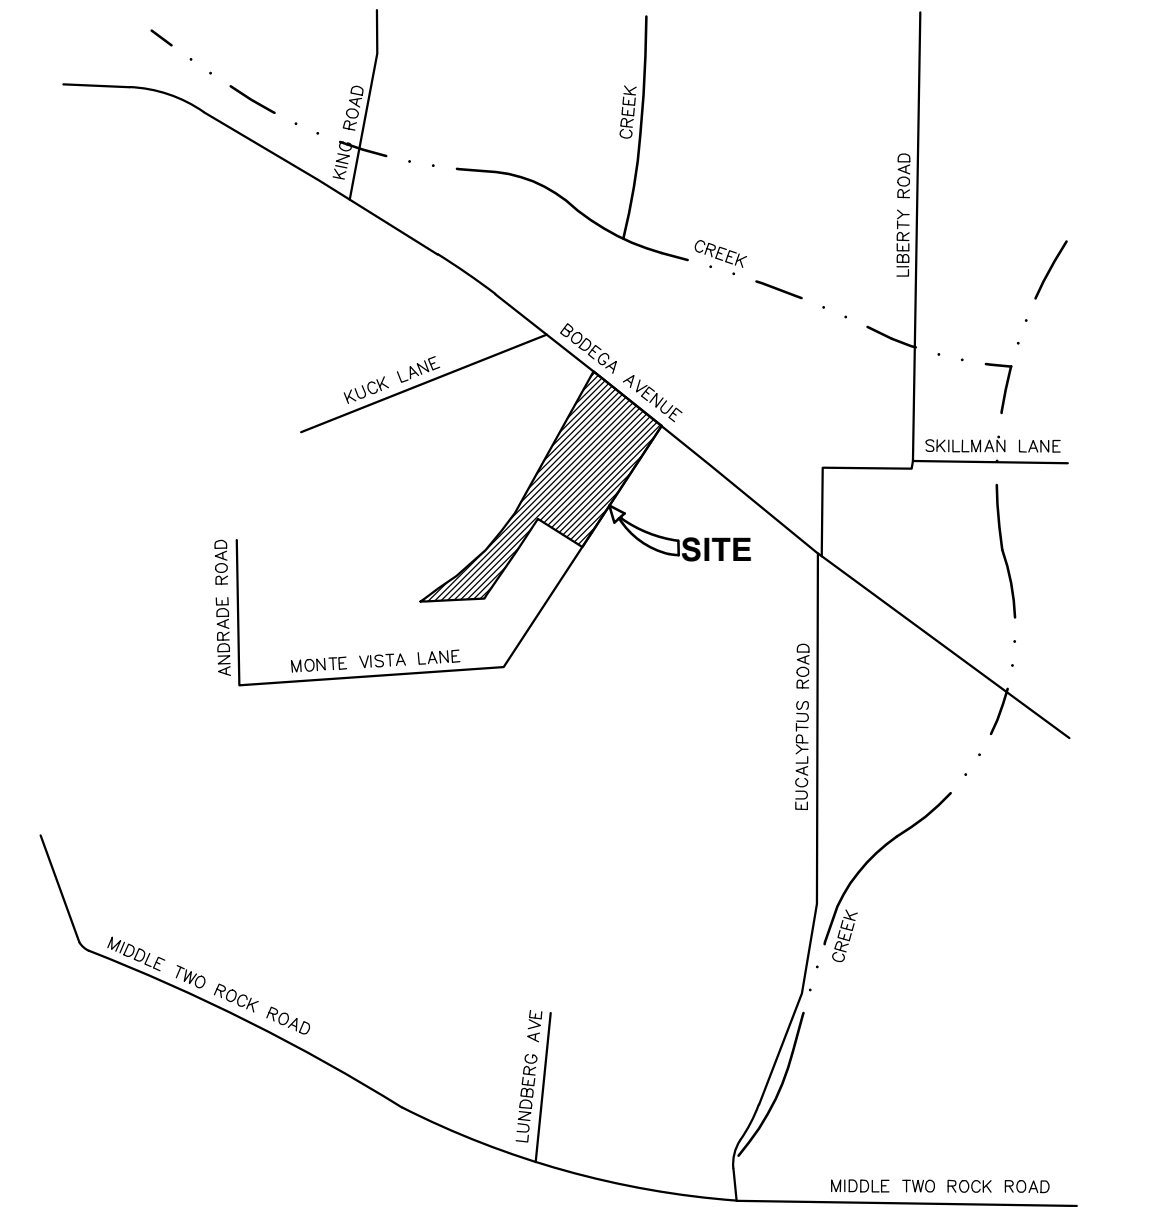 KING ROAD
CREEK
LIBERTY ROAD
CREEK
BODEGA AVENUE
KUCK LANE
SKILLMAN LANE
SITE
ANDRADE ROAD
MONTE VISTA LANE
EUCALYPTUS ROAD
CREEK
MIDDLE TWO ROCK ROAD
LUNDBERG AVE
MIDDLE TWO ROCK ROAD